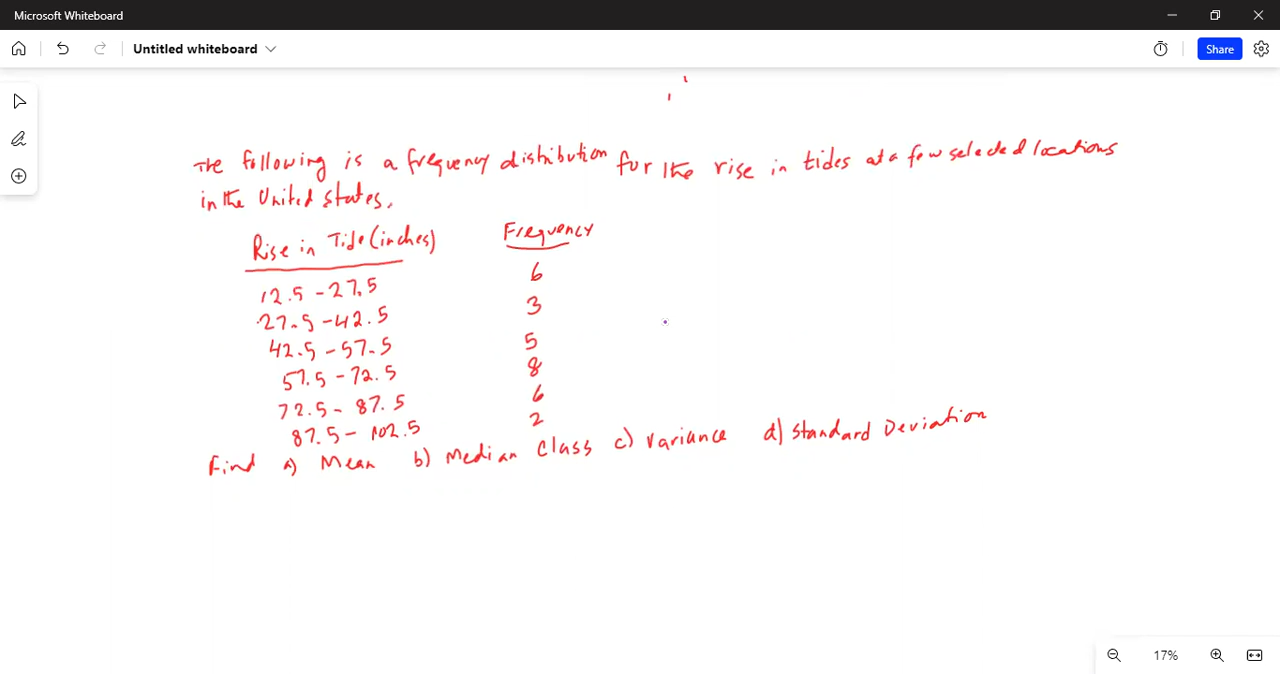 Microsoft Whiteboard
Untitled whiteboard
Share
The following is a frequency distribution for the rise in tides at a few selected locations
in the United States.
Rise in Tide (inches) Frequency
12.5 - 27.5 6
27.5 - 42.5 3
42.5 - 57.5 5
57.5 - 72.5 8
72.5 - 87.5 6
87.5 - 102.5 2
Find a) Mean b) Median Class c) Variance d) Standard Deviation
17%